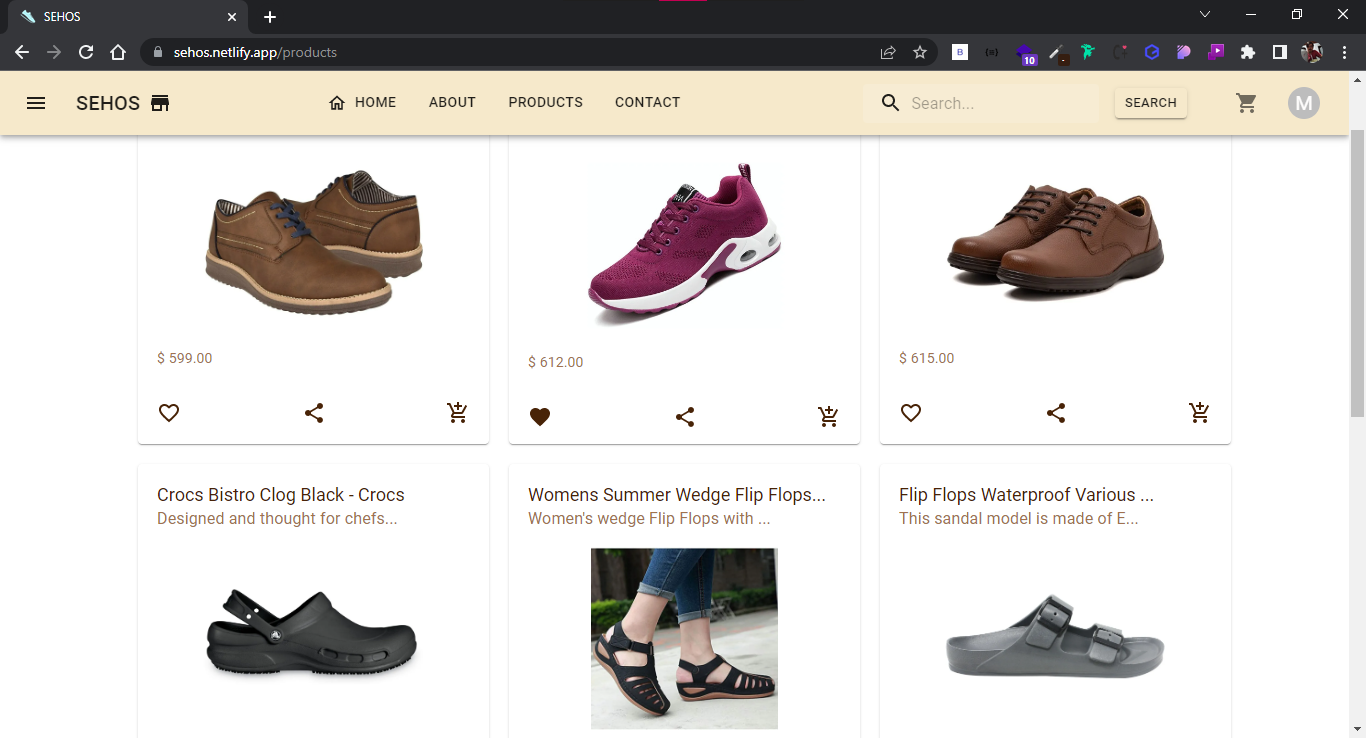 SEHOS
sehos.netlify.app/products
B
10
SEHOS
HOME
ABOUT
PRODUCTS
CONTACT
Search...
SEARCH
M
$ 599.00
$ 612.00
$ 615.00
Crocs Bistro Clog Black - Crocs
Designed and thought for chefs...
Womens Summer Wedge Flip Flops...
Women's wedge Flip Flops with ...
Flip Flops Waterproof Various ...
This sandal model is made of E...